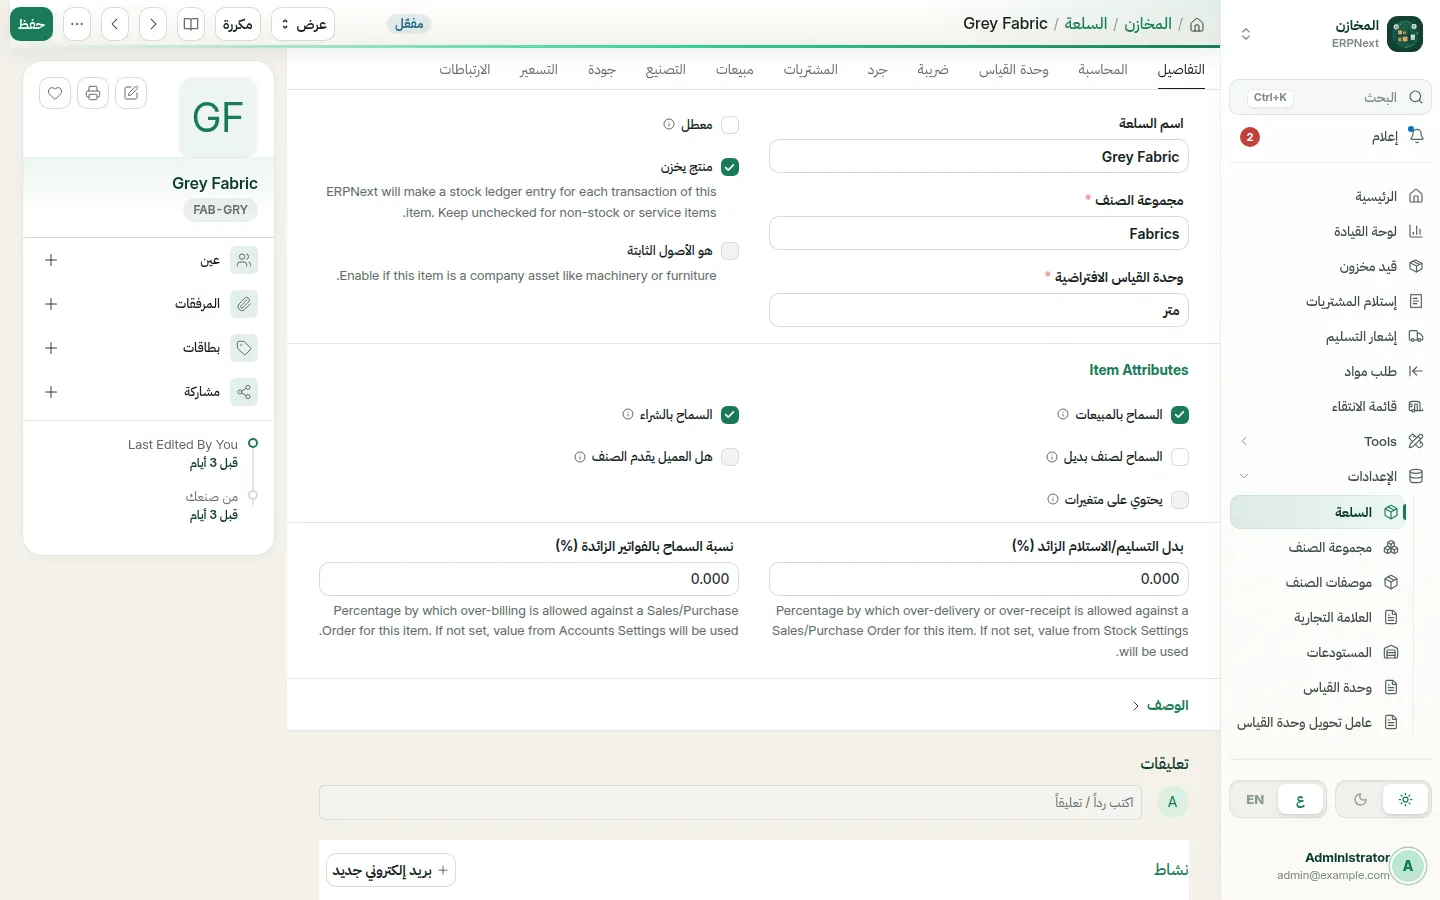 المخازن
ERPNext
البحث
Ctrl+K
إعلام
2
الرئيسية
لوحة القيادة
قيد مخزون
إستلام المشتريات
إشعار التسليم
طلب مواد
قائمة الانتقاء
Tools
الإعدادات
السلعة
مجموعة الصنف
موصفات الصنف
العلامة التجارية
المستودعات
وحدة القياس
عامل تحويل وحدة القياس
ع
EN
Administrator
admin@example.com
A
المخازن / السلعة / Grey Fabric
مفعّل
عرض
مكررة
حفظ
التفاصيل
المحاسبة
وحدة القياس
ضريبة
جرد
المشتريات
مبيعات
التصنيع
جودة
التسعير
الارتباطات
اسم السلعة
Grey Fabric
مجموعة الصنف *
Fabrics
وحدة القياس الافتراضية *
متر
معطل
منتج يخزن
ERPNext will make a stock ledger entry for each transaction of this
item. Keep unchecked for non-stock or service items.
هو الأصول الثابتة
Enable if this item is a company asset like machinery or furniture.
Item Attributes
السماح بالمبيعات
السماح لصنف بديل
يحتوي على متغيرات
السماح بالشراء
هل العميل يقدم الصنف
بدل التسليم/الاستلام الزائد (%)
0.000
Percentage by which over-delivery or over-receipt is allowed against a
Sales/Purchase Order for this item. If not set, value from Stock Settings
will be used.
نسبة السماح بالفواتير الزائدة (%)
0.000
Percentage by which over-billing is allowed against a Sales/Purchase
Order for this item. If not set, value from Accounts Settings will be used.
الوصف
تعليقات
A
اكتب رداً / تعليقاً
نشاط
بريد إلكتروني جديد
GF
Grey Fabric
FAB-GRY
عين
المرفقات
بطاقات
مشاركة
Last Edited By You
قبل 3 أيام
من صنعك
قبل 3 أيام